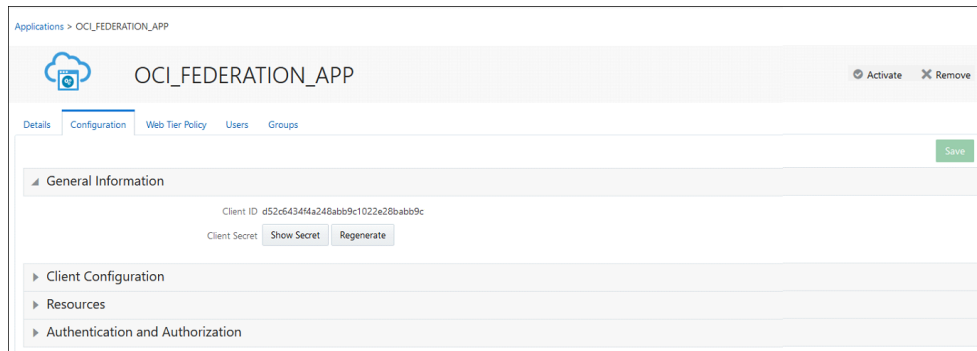 Applications > OCI_FEDERATION_APP
OCI_FEDERATION_APP
Activate Remove
Details Configuration Web Tier Policy Users Groups
Save
General Information
Client ID d52c6434f4a248abb9c1022e28babb9c
Client Secret Show Secret Regenerate
Client Configuration
Resources
Authentication and Authorization